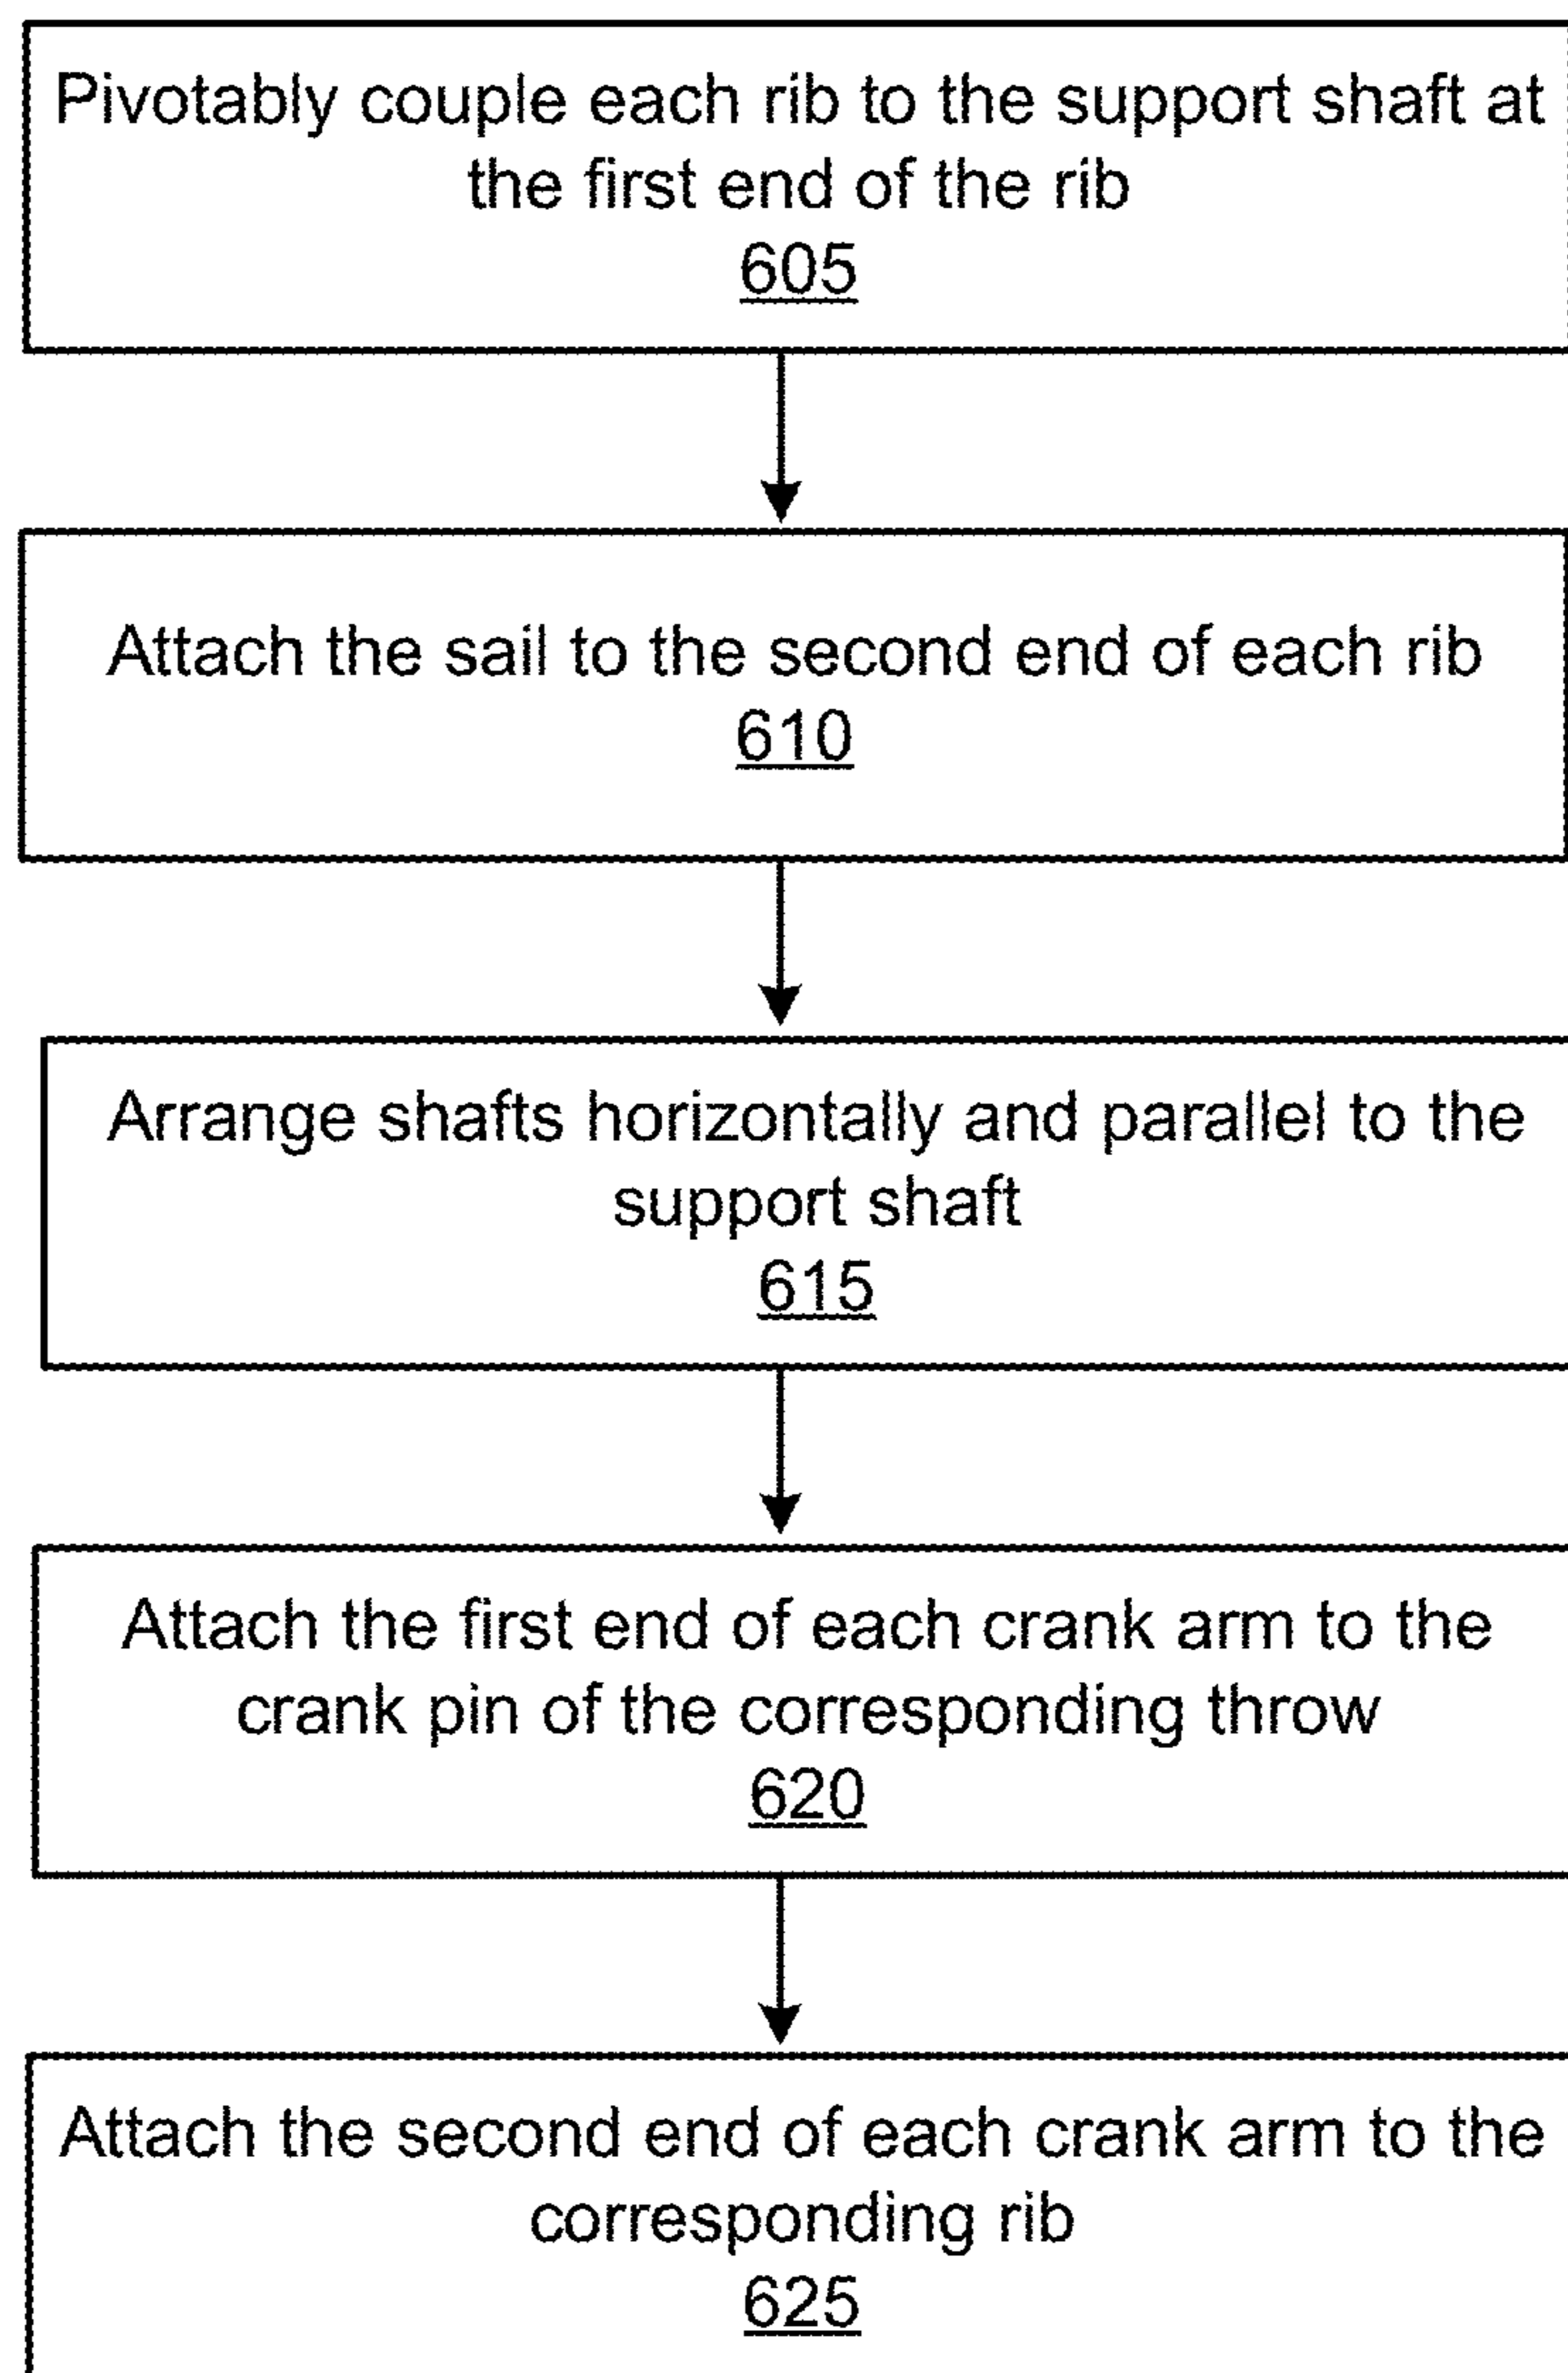 Pivotably couple each rib to the support shaft at
the first end of the rib
605
Attach the sail to the second end of each rib
610
Arrange shafts horizontally and parallel to the
support shaft
615
Attach the first end of each crank arm to the
crank pin of the corresponding throw
620
Attach the second end of each crank arm to the
corresponding rib
625